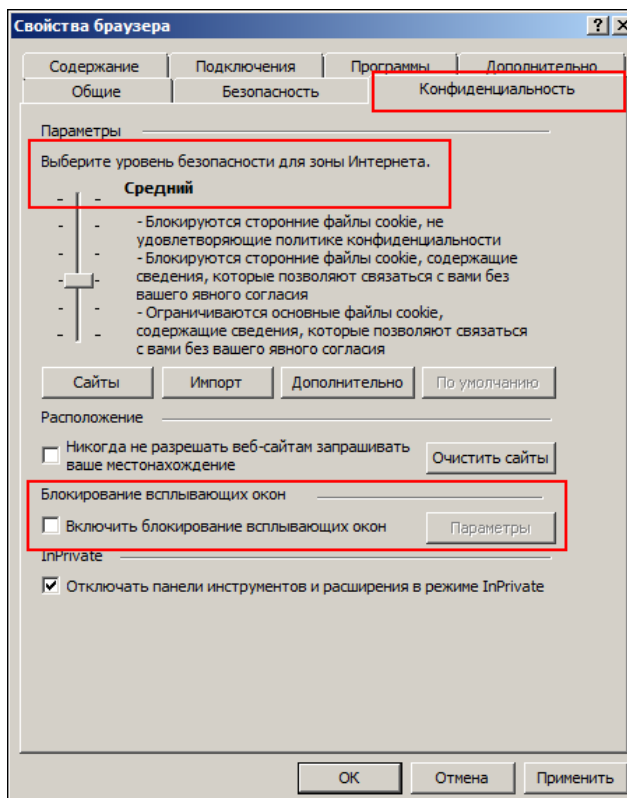 Свойства браузера
Содержание Подключения Программы Дополнительно
Общие Безопасность Конфиденциальность
Параметры
Выберите уровень безопасности для зоны Интернета.
Средний
- Блокируются сторонние файлы cookie, не
удовлетворяющие политике конфиденциальности
- Блокируются сторонние файлы cookie, содержащие
сведения, которые позволяют связаться с вами без
вашего явного согласия
- Ограничиваются основные файлы cookie,
содержащие сведения, которые позволяют связаться
с вами без вашего явного согласия
Сайты Импорт Дополнительно По умолчанию
Расположение
Никогда не разрешать веб-сайтам запрашивать
ваше местонахождение
Очистить сайты
Блокирование всплывающих окон
Включить блокирование всплывающих окон Параметры
InPrivate
Отключать панели инструментов и расширения в режиме InPrivate
OK Отмена Применить